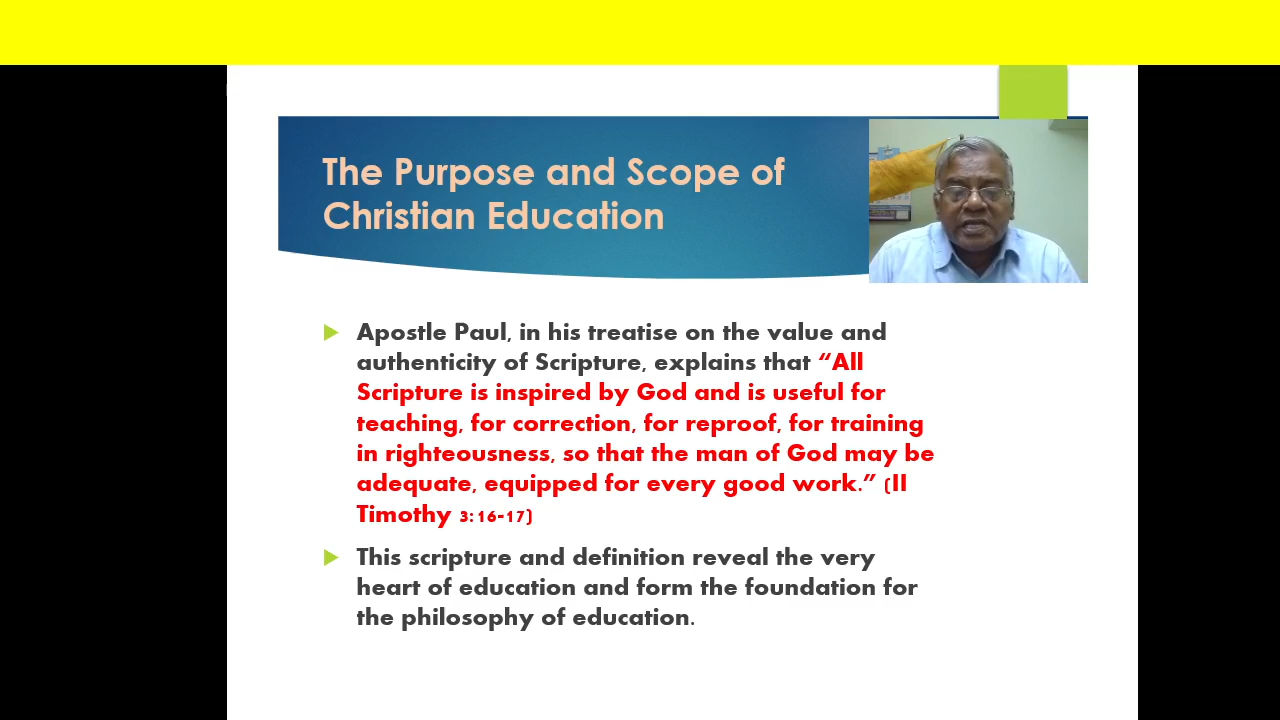 The Purpose and Scope of
Christian Education
Apostle Paul, in his treatise on the value and
authenticity of Scripture, explains that “All
Scripture is inspired by God and is useful for
teaching, for correction, for reproof, for training
in righteousness, so that the man of God may be
adequate, equipped for every good work.” (II
Timothy 3:16-17)
This scripture and definition reveal the very
heart of education and form the foundation for
the philosophy of education.